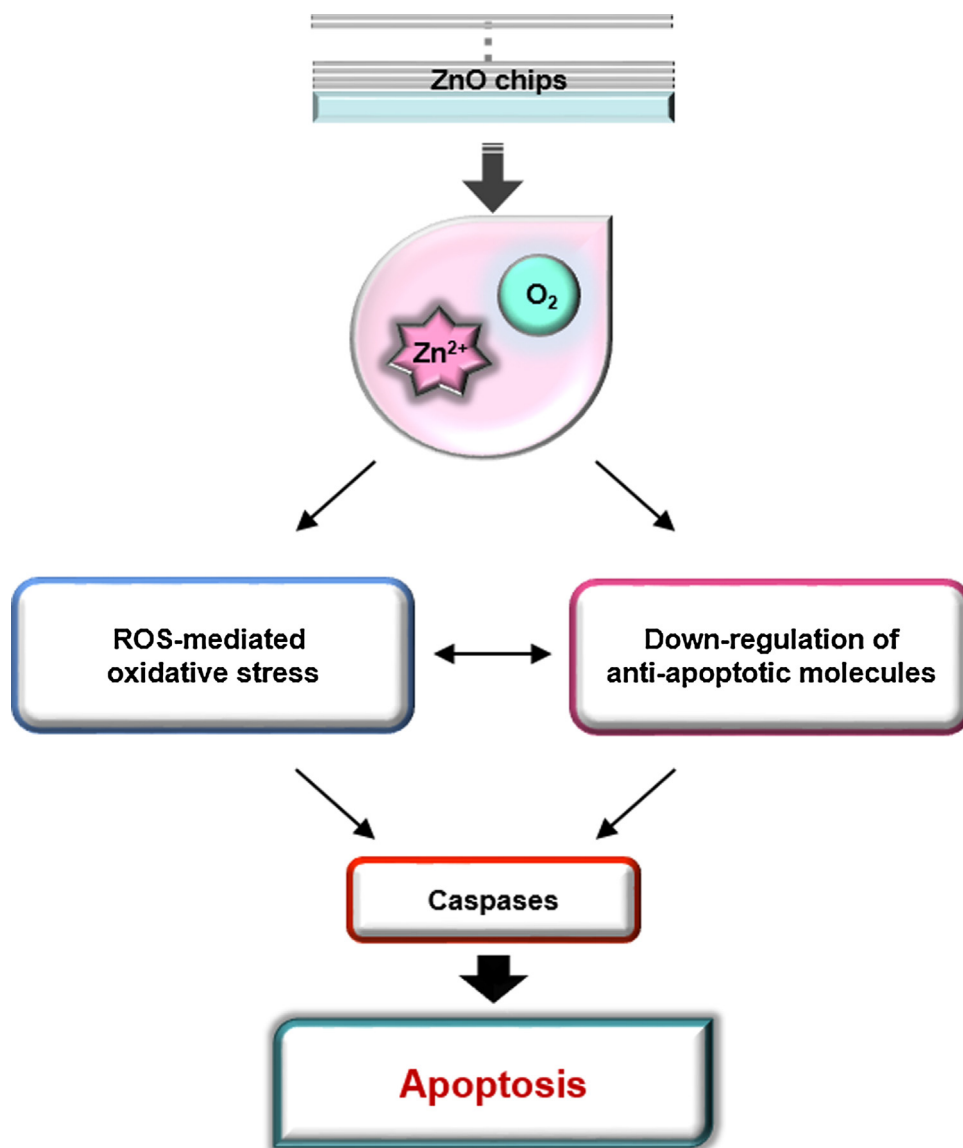 ZnO chips
O₂
Zn²⁺
ROS-mediated
oxidative stress
Down-regulation of
anti-apoptotic molecules
Caspases
Apoptosis